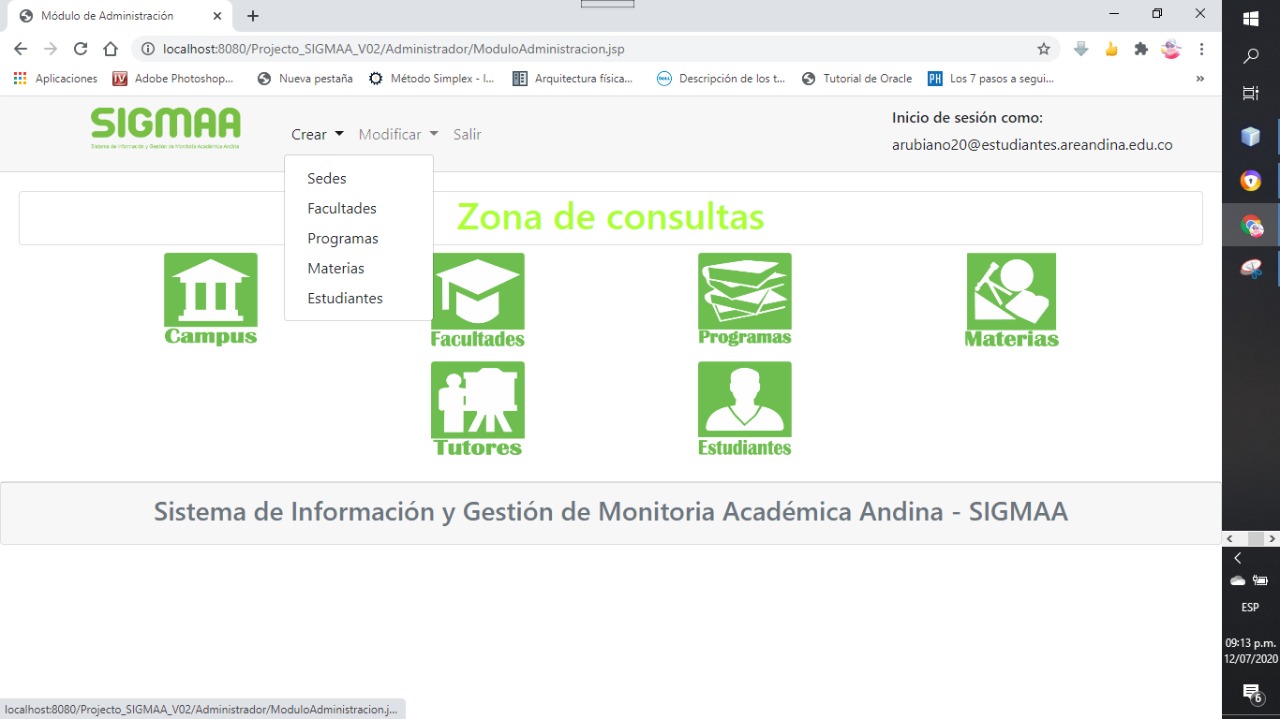 Módulo de Administración
localhost:8080/Projecto_SIGMAA_V02/Administrador/ModuloAdministracion.jsp
Aplicaciones Adobe Photoshop... Nueva pestaña Método Simplex - I... Arquitectura física... Descripción de los t... Tutorial de Oracle PH Los 7 pasos a segui... »
SIGMAA
Sistema de Información y Gestión de Monitoria Académica Andina
Crear Modificar Salir
Inicio de sesión como:
arubiano20@estudiantes.areandina.edu.co
Sedes
Facultades
Programas
Materias
Estudiantes
Zona de consultas
Campus Facultades Programas Materias
Tutores Estudiantes
Sistema de Información y Gestión de Monitoria Académica Andina - SIGMAA
localhost:8080/Projecto_SIGMAA_V02/Administrador/ModuloAdministracion.j...
ESP
09:13 p.m.
12/07/2020
6